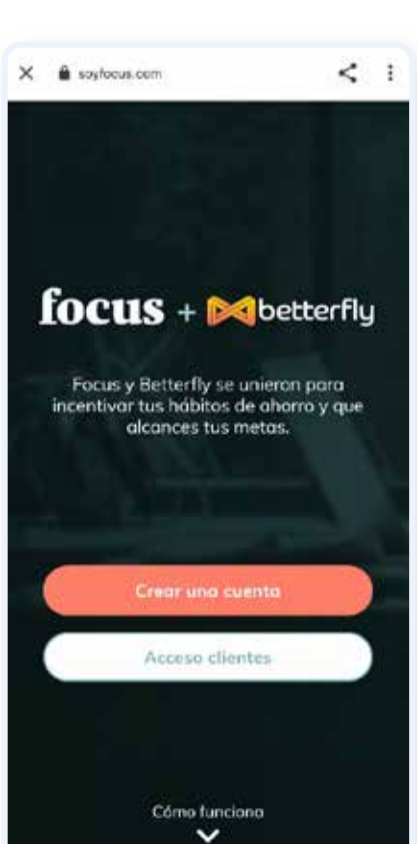 soyfocus.com
focus + betterfly
Focus y Betterfly se unieron para
incentivar tus hábitos de ahorro y que
alcances tus metas.
Crear una cuenta
Acceso clientes
Cómo funciona